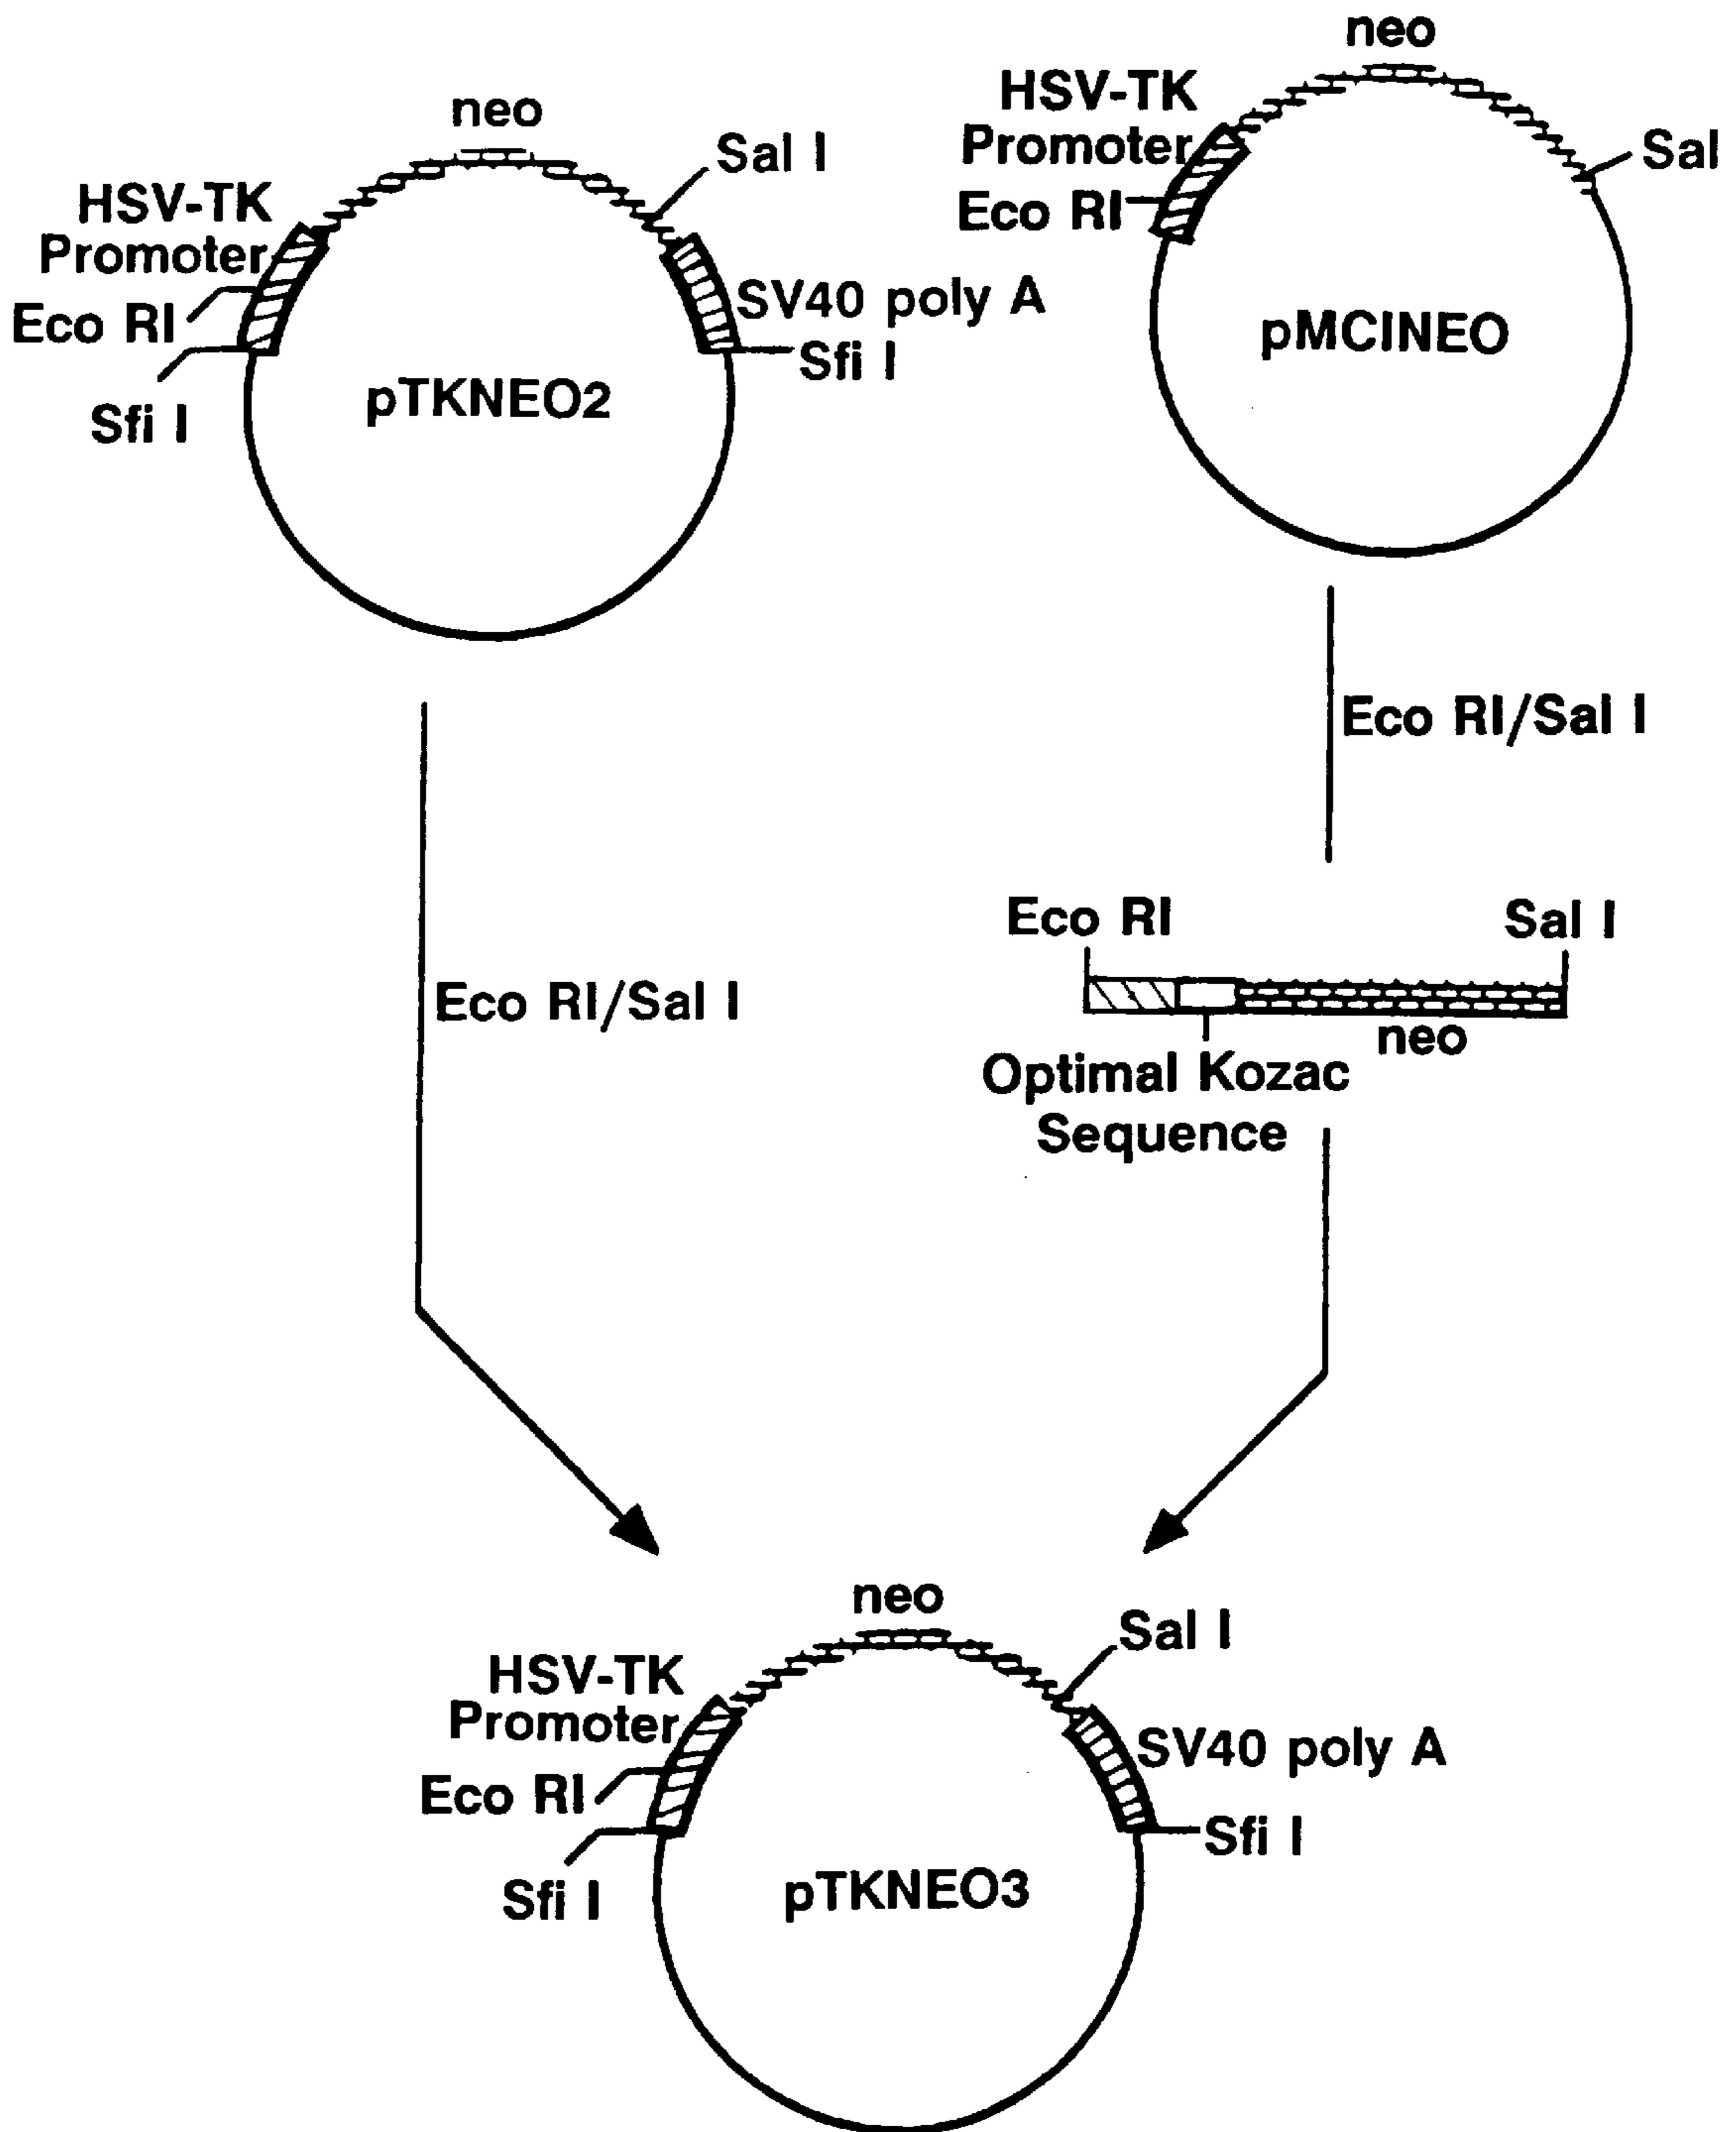 neo
HSV-TK
Promoter
Eco RI
Sfi I
Sal I
SV40 poly A
Sfi I
pTKNEO2
neo
HSV-TK
Promoter
Eco RI
Sal
pMCINEO
Eco RI/Sal I
Eco RI
Sal I
neo
Optimal Kozac
Sequence
Eco RI/Sal I
neo
HSV-TK
Promoter
Eco RI
Sfi I
Sal I
SV40 poly A
Sfi I
pTKNEO3